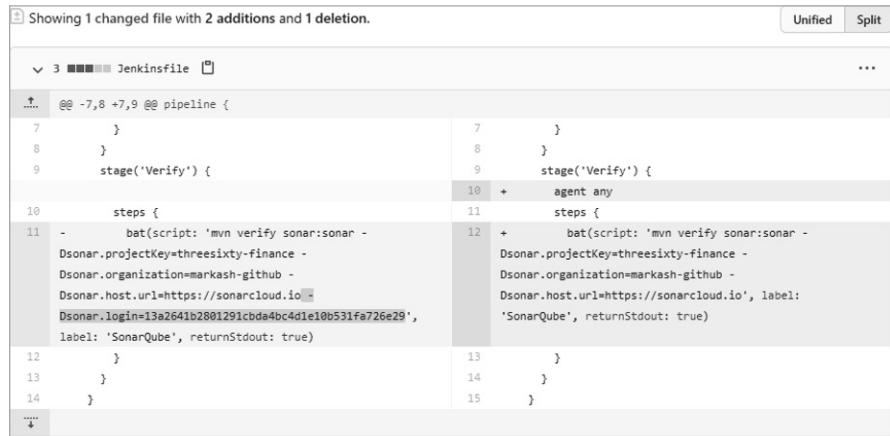 Showing 1 changed file with 2 additions and 1 deletion.
Unified Split
3 Jenkinsfile
...
@@ -7,8 +7,9 @@ pipeline {
7 }
8 }
9 stage('Verify') {
10 steps {
11 - bat(script: 'mvn verify sonar:sonar -
Dsonar.projectKey=threesixty-finance -
Dsonar.organization=markash-github -
Dsonar.host.url=https://sonarcloud.io -
Dsonar.login=13a2641b2801291cbda4bc4d1e10b531fa726e29',
label: 'SonarQube', returnStdout: true)
12 }
13 }
14 }
7 }
8 }
9 stage('Verify') {
10 + agent any
11 steps {
12 + bat(script: 'mvn verify sonar:sonar -
Dsonar.projectKey=threesixty-finance -
Dsonar.organization=markash-github -
Dsonar.host.url=https://sonarcloud.io', label:
'SonarQube', returnStdout: true)
13 }
14 }
15 }